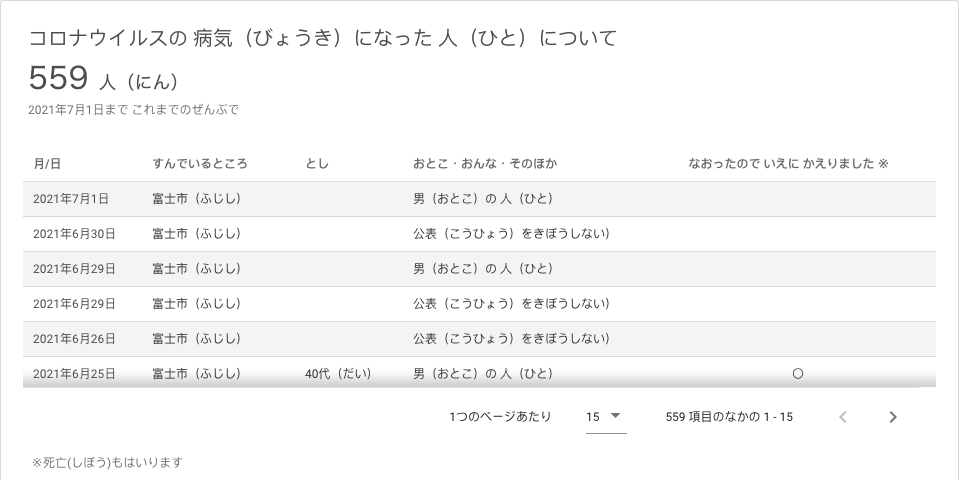 コロナウイルスの 病気（びょうき）になった 人（ひと）について
559 人（にん）
2021年7月1日まで これまでのぜんぶで
月/日 すんでいるところ とし おとこ・おんな・そのほか なおったので いえに かえりました ※
2021年7月1日 富士市（ふじし） 男（おとこ）の 人（ひと）
2021年6月30日 富士市（ふじし） 公表（こうひょう）をきぼうしない）
2021年6月29日 富士市（ふじし） 男（おとこ）の 人（ひと）
2021年6月29日 富士市（ふじし） 公表（こうひょう）をきぼうしない）
2021年6月26日 富士市（ふじし） 公表（こうひょう）をきぼうしない）
2021年6月25日 富士市（ふじし） 40代（だい） 男（おとこ）の 人（ひと） 〇
1つのページあたり 15 559 項目のなかの 1 - 15
※死亡(しぼう)もはいります